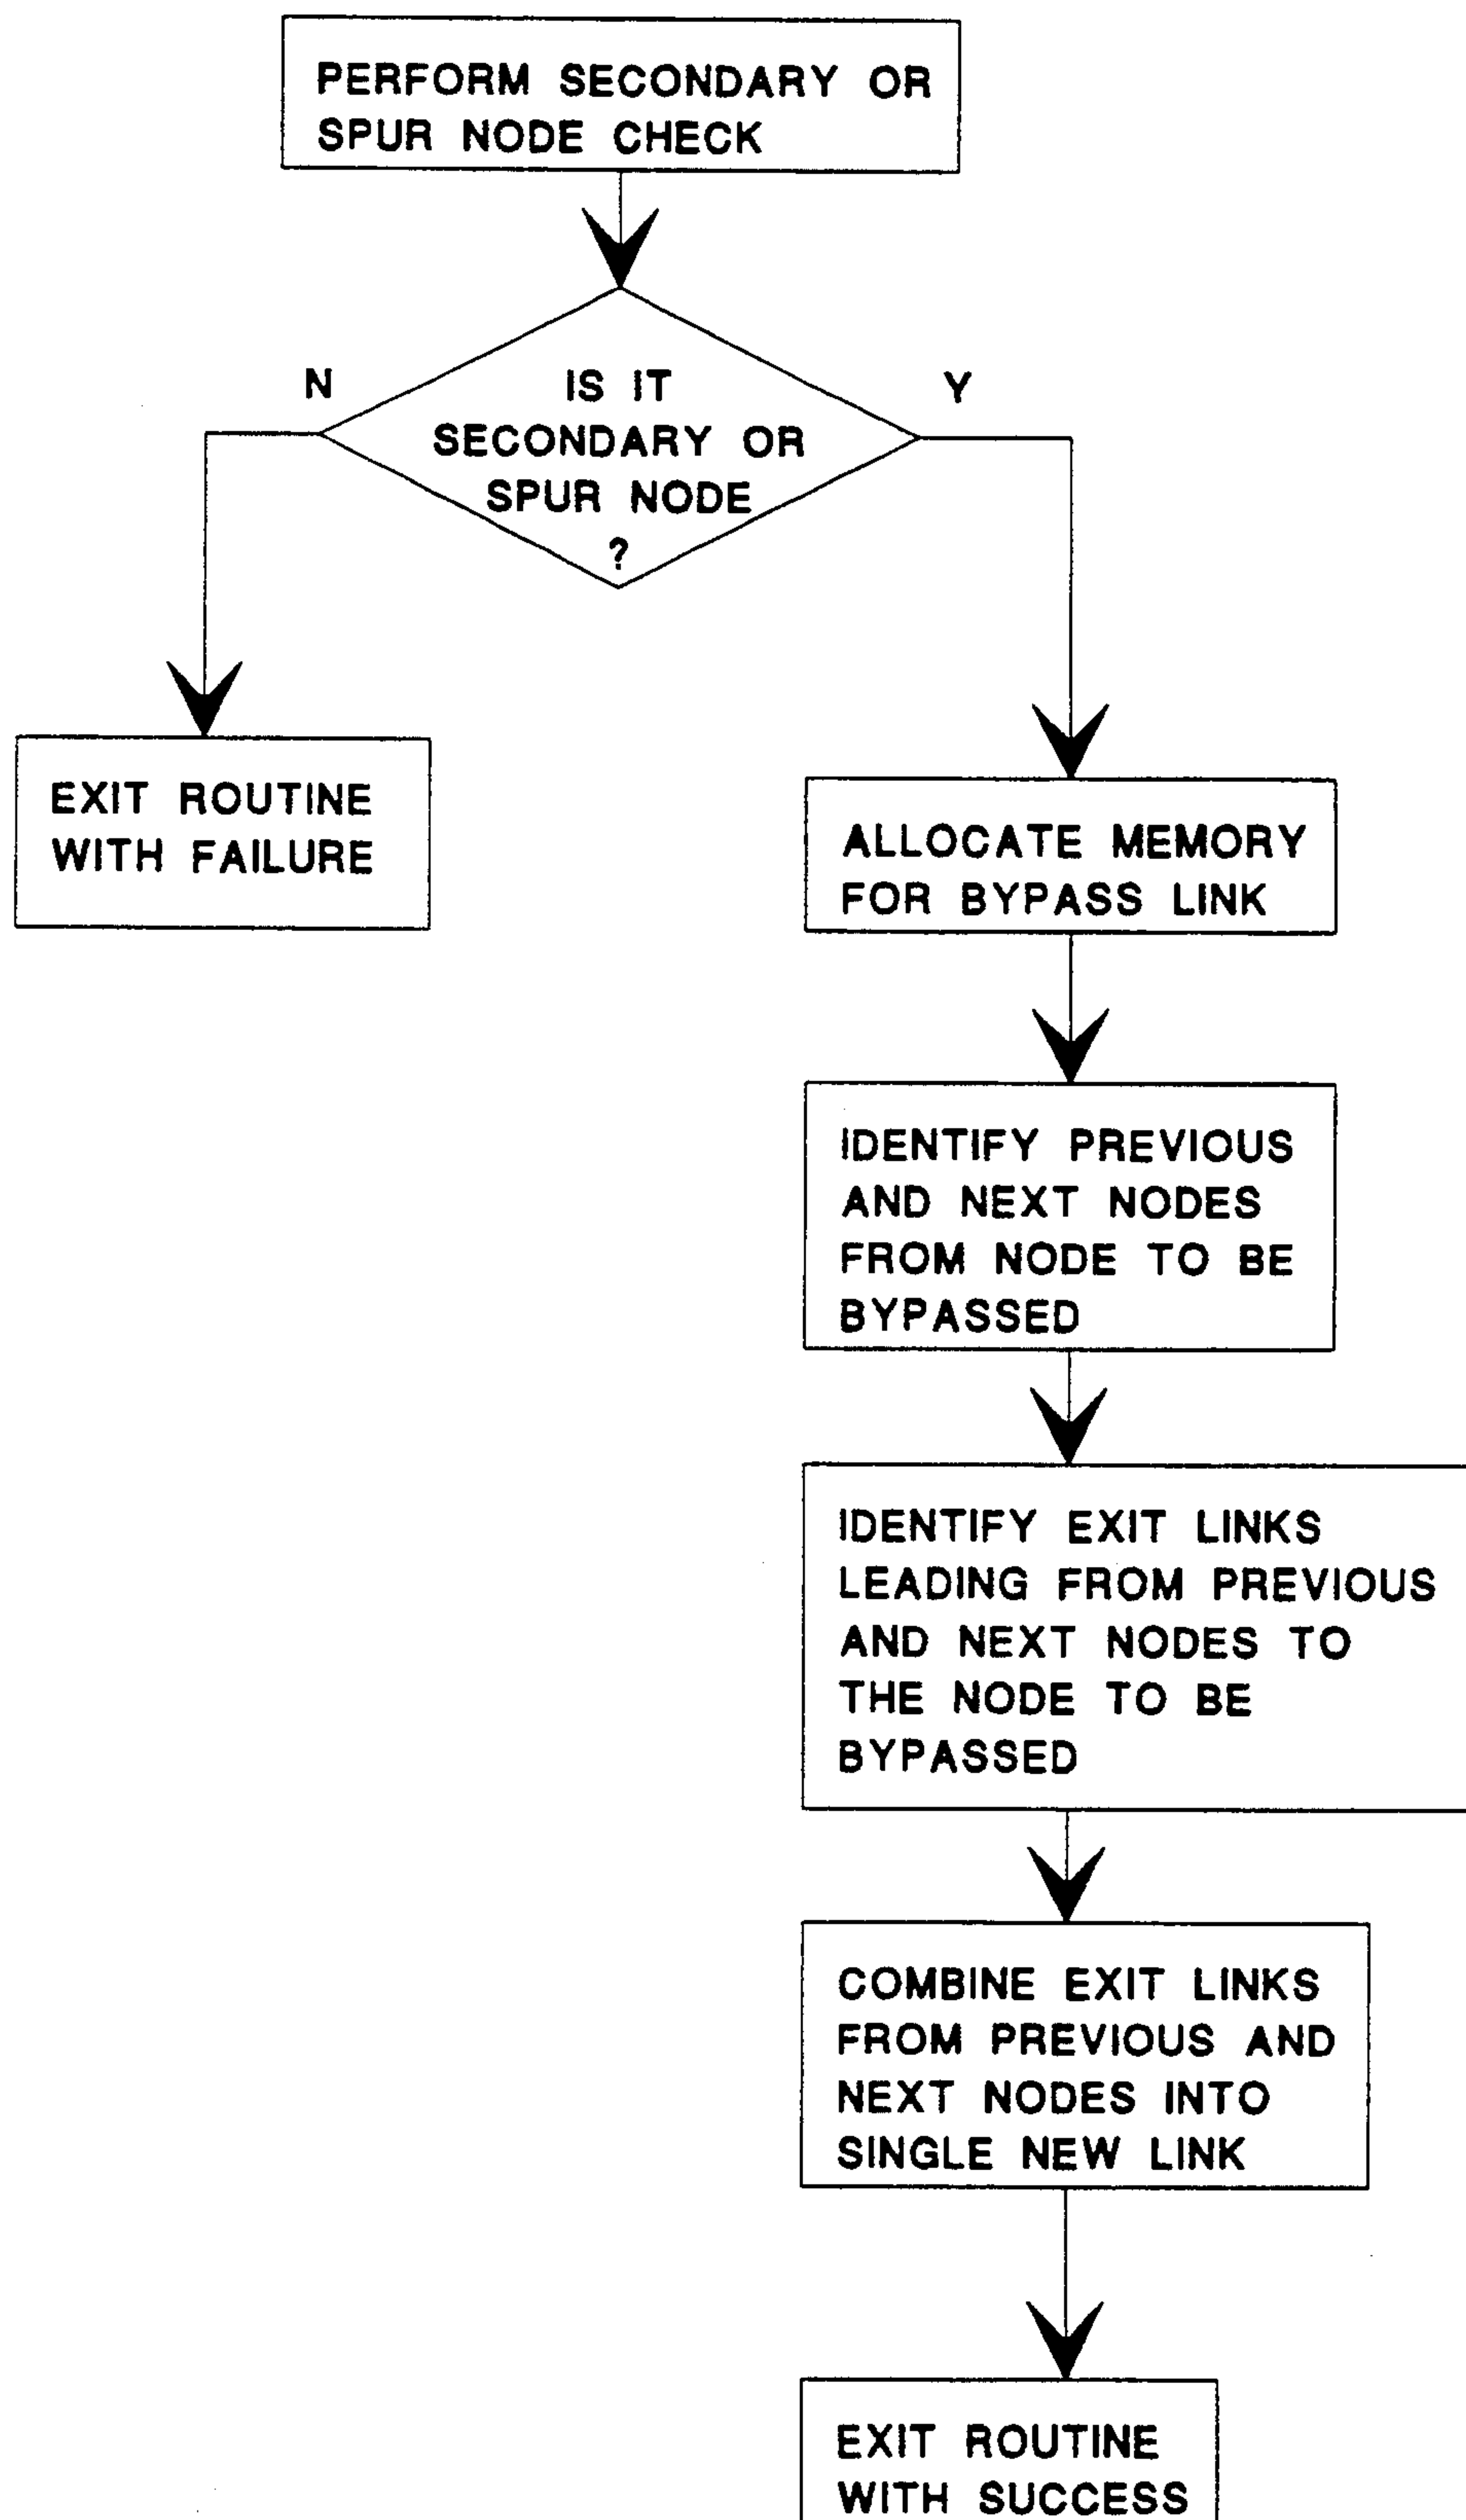 PERFORM SECONDARY OR
SPUR NODE CHECK
N
Y
IS IT
SECONDARY OR
SPUR NODE
?
EXIT ROUTINE
WITH FAILURE
ALLOCATE MEMORY
FOR BYPASS LINK
IDENTIFY PREVIOUS
AND NEXT NODES
FROM NODE TO BE
BYPASSED
IDENTIFY EXIT LINKS
LEADING FROM PREVIOUS
AND NEXT NODES TO
THE NODE TO BE
BYPASSED
COMBINE EXIT LINKS
FROM PREVIOUS AND
NEXT NODES INTO
SINGLE NEW LINK
EXIT ROUTINE
WITH SUCCESS